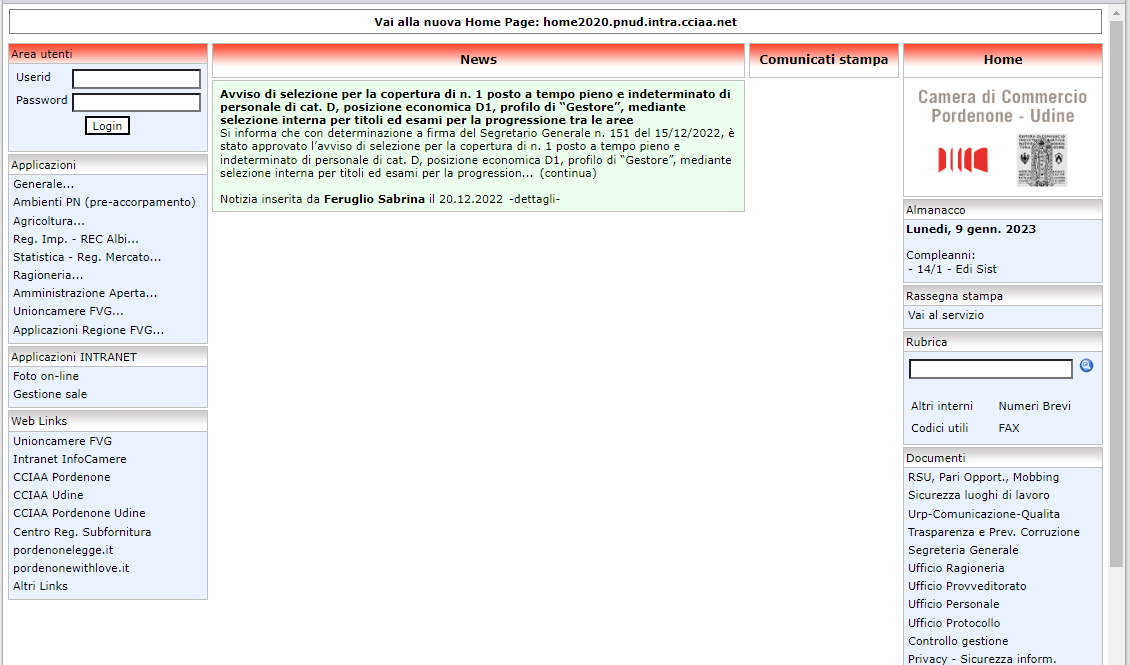 Vai alla nuova Home Page: home2020.pnud.intra.cciaa.net
Area utenti
Userid
Password
Login
Applicazioni
Generale...
Ambienti PN (pre-accorpamento)
Agricoltura...
Reg. Imp. - REC Albi...
Statistica - Reg. Mercato...
Ragioneria...
Amministrazione Aperta...
Unioncamere FVG...
Applicazioni Regione FVG...
Applicazioni INTRANET
Foto on-line
Gestione sale
Web Links
Unioncamere FVG
Intranet InfoCamere
CCIAA Pordenone
CCIAA Udine
CCIAA Pordenone Udine
Centro Reg. Subfornitura
pordenonelegge.it
pordenonewithlove.it
Altri Links
News
Avviso di selezione per la copertura di n. 1 posto a tempo pieno e indeterminato di
personale di cat. D, posizione economica D1, profilo di “Gestore”, mediante
selezione interna per titoli ed esami per la progressione tra le aree
Si informa che con determinazione a firma del Segretario Generale n. 151 del 15/12/2022, è
stato approvato l’avviso di selezione per la copertura di n. 1 posto a tempo pieno e
indeterminato di personale di cat. D, posizione economica D1, profilo di “Gestore”, mediante
selezione interna per titoli ed esami per la progression... (continua)
Notizia inserita da Feruglio Sabrina il 20.12.2022 -dettagli-
Comunicati stampa
Home
Camera di Commercio
Pordenone - Udine
Almanacco
Lunedi, 9 genn. 2023
Compleanni:
- 14/1 - Edi Sist
Rassegna stampa
Vai al servizio
Rubrica
Altri interni Numeri Brevi
Codici utili FAX
Documenti
RSU, Pari Opport., Mobbing
Sicurezza luoghi di lavoro
Urp-Comunicazione-Qualita
Trasparenza e Prev. Corruzione
Segreteria Generale
Ufficio Ragioneria
Ufficio Provveditorato
Ufficio Personale
Ufficio Protocollo
Controllo gestione
Privacy - Sicurezza inform.